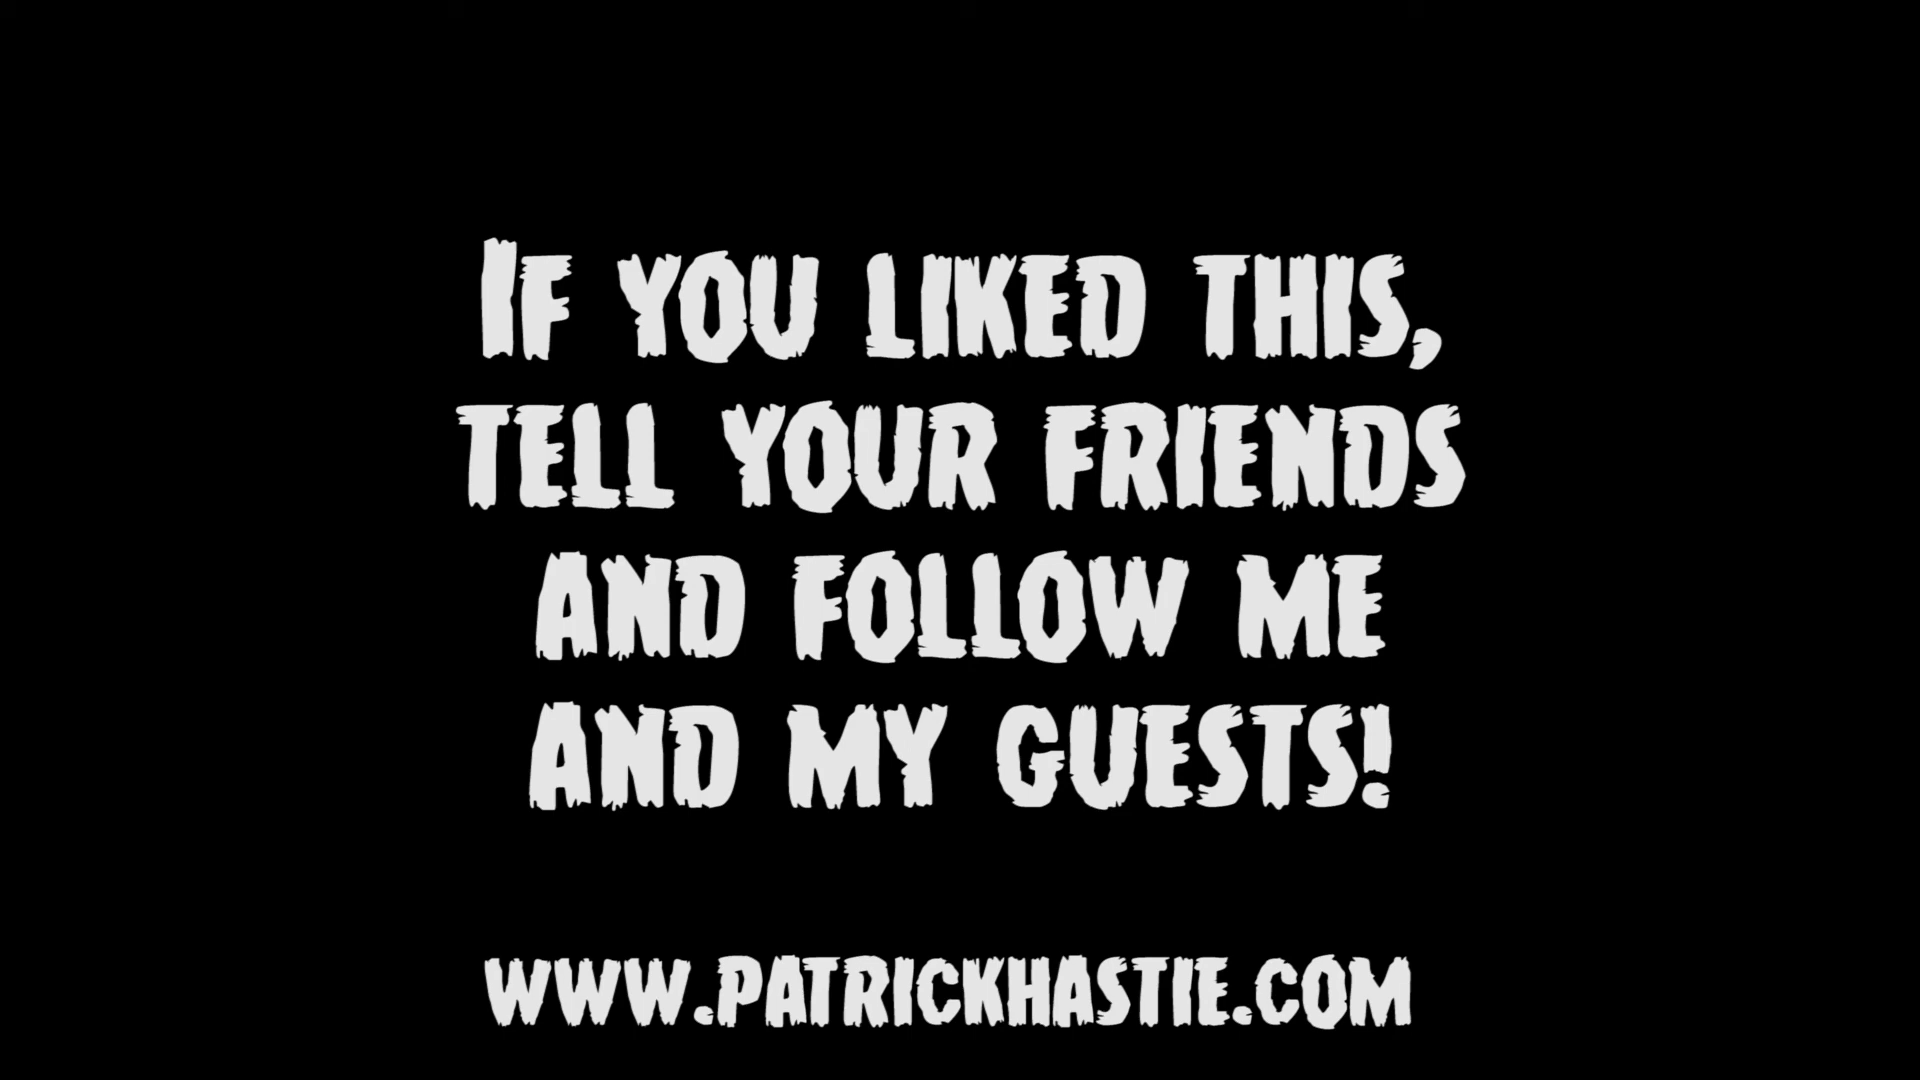 If you liked this,
tell your friends
and follow me
and my guests!
www.patrickhastie.com